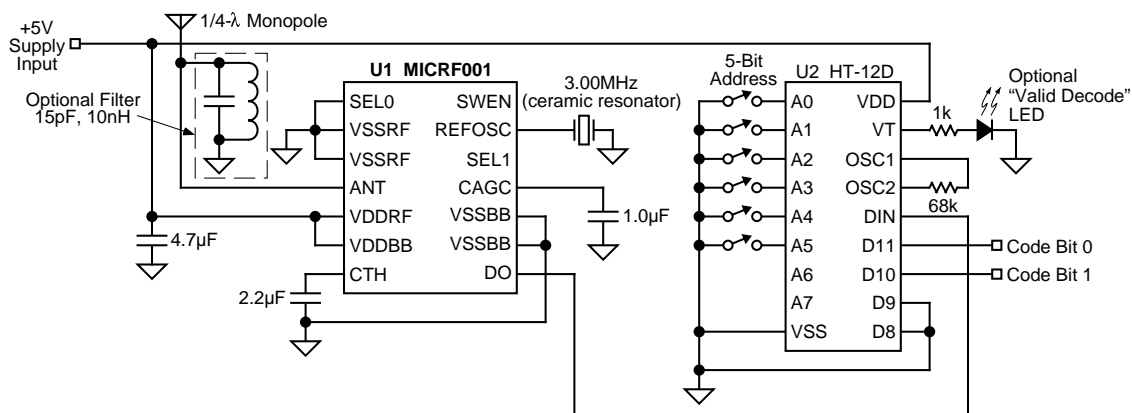 +5V
Supply
Input
1/4-λ Monopole
Optional Filter
15pF, 10nH
4.7µF
2.2µF
U1 MICRF001
SEL0
VSSRF
VSSRF
ANT
VDDRF
VDDBB
CTH
SWEN
REFOSC
SEL1
CAGC
VSSBB
VSSBB
DO
3.00MHz
(ceramic resonator)
1.0µF
5-Bit
Address
U2 HT-12D
A0
A1
A2
A3
A4
A5
A6
A7
VSS
VDD
VT
OSC1
OSC2
DIN
D11
D10
D9
D8
1k
68k
Optional
“Valid Decode”
LED
Code Bit 0
Code Bit 1